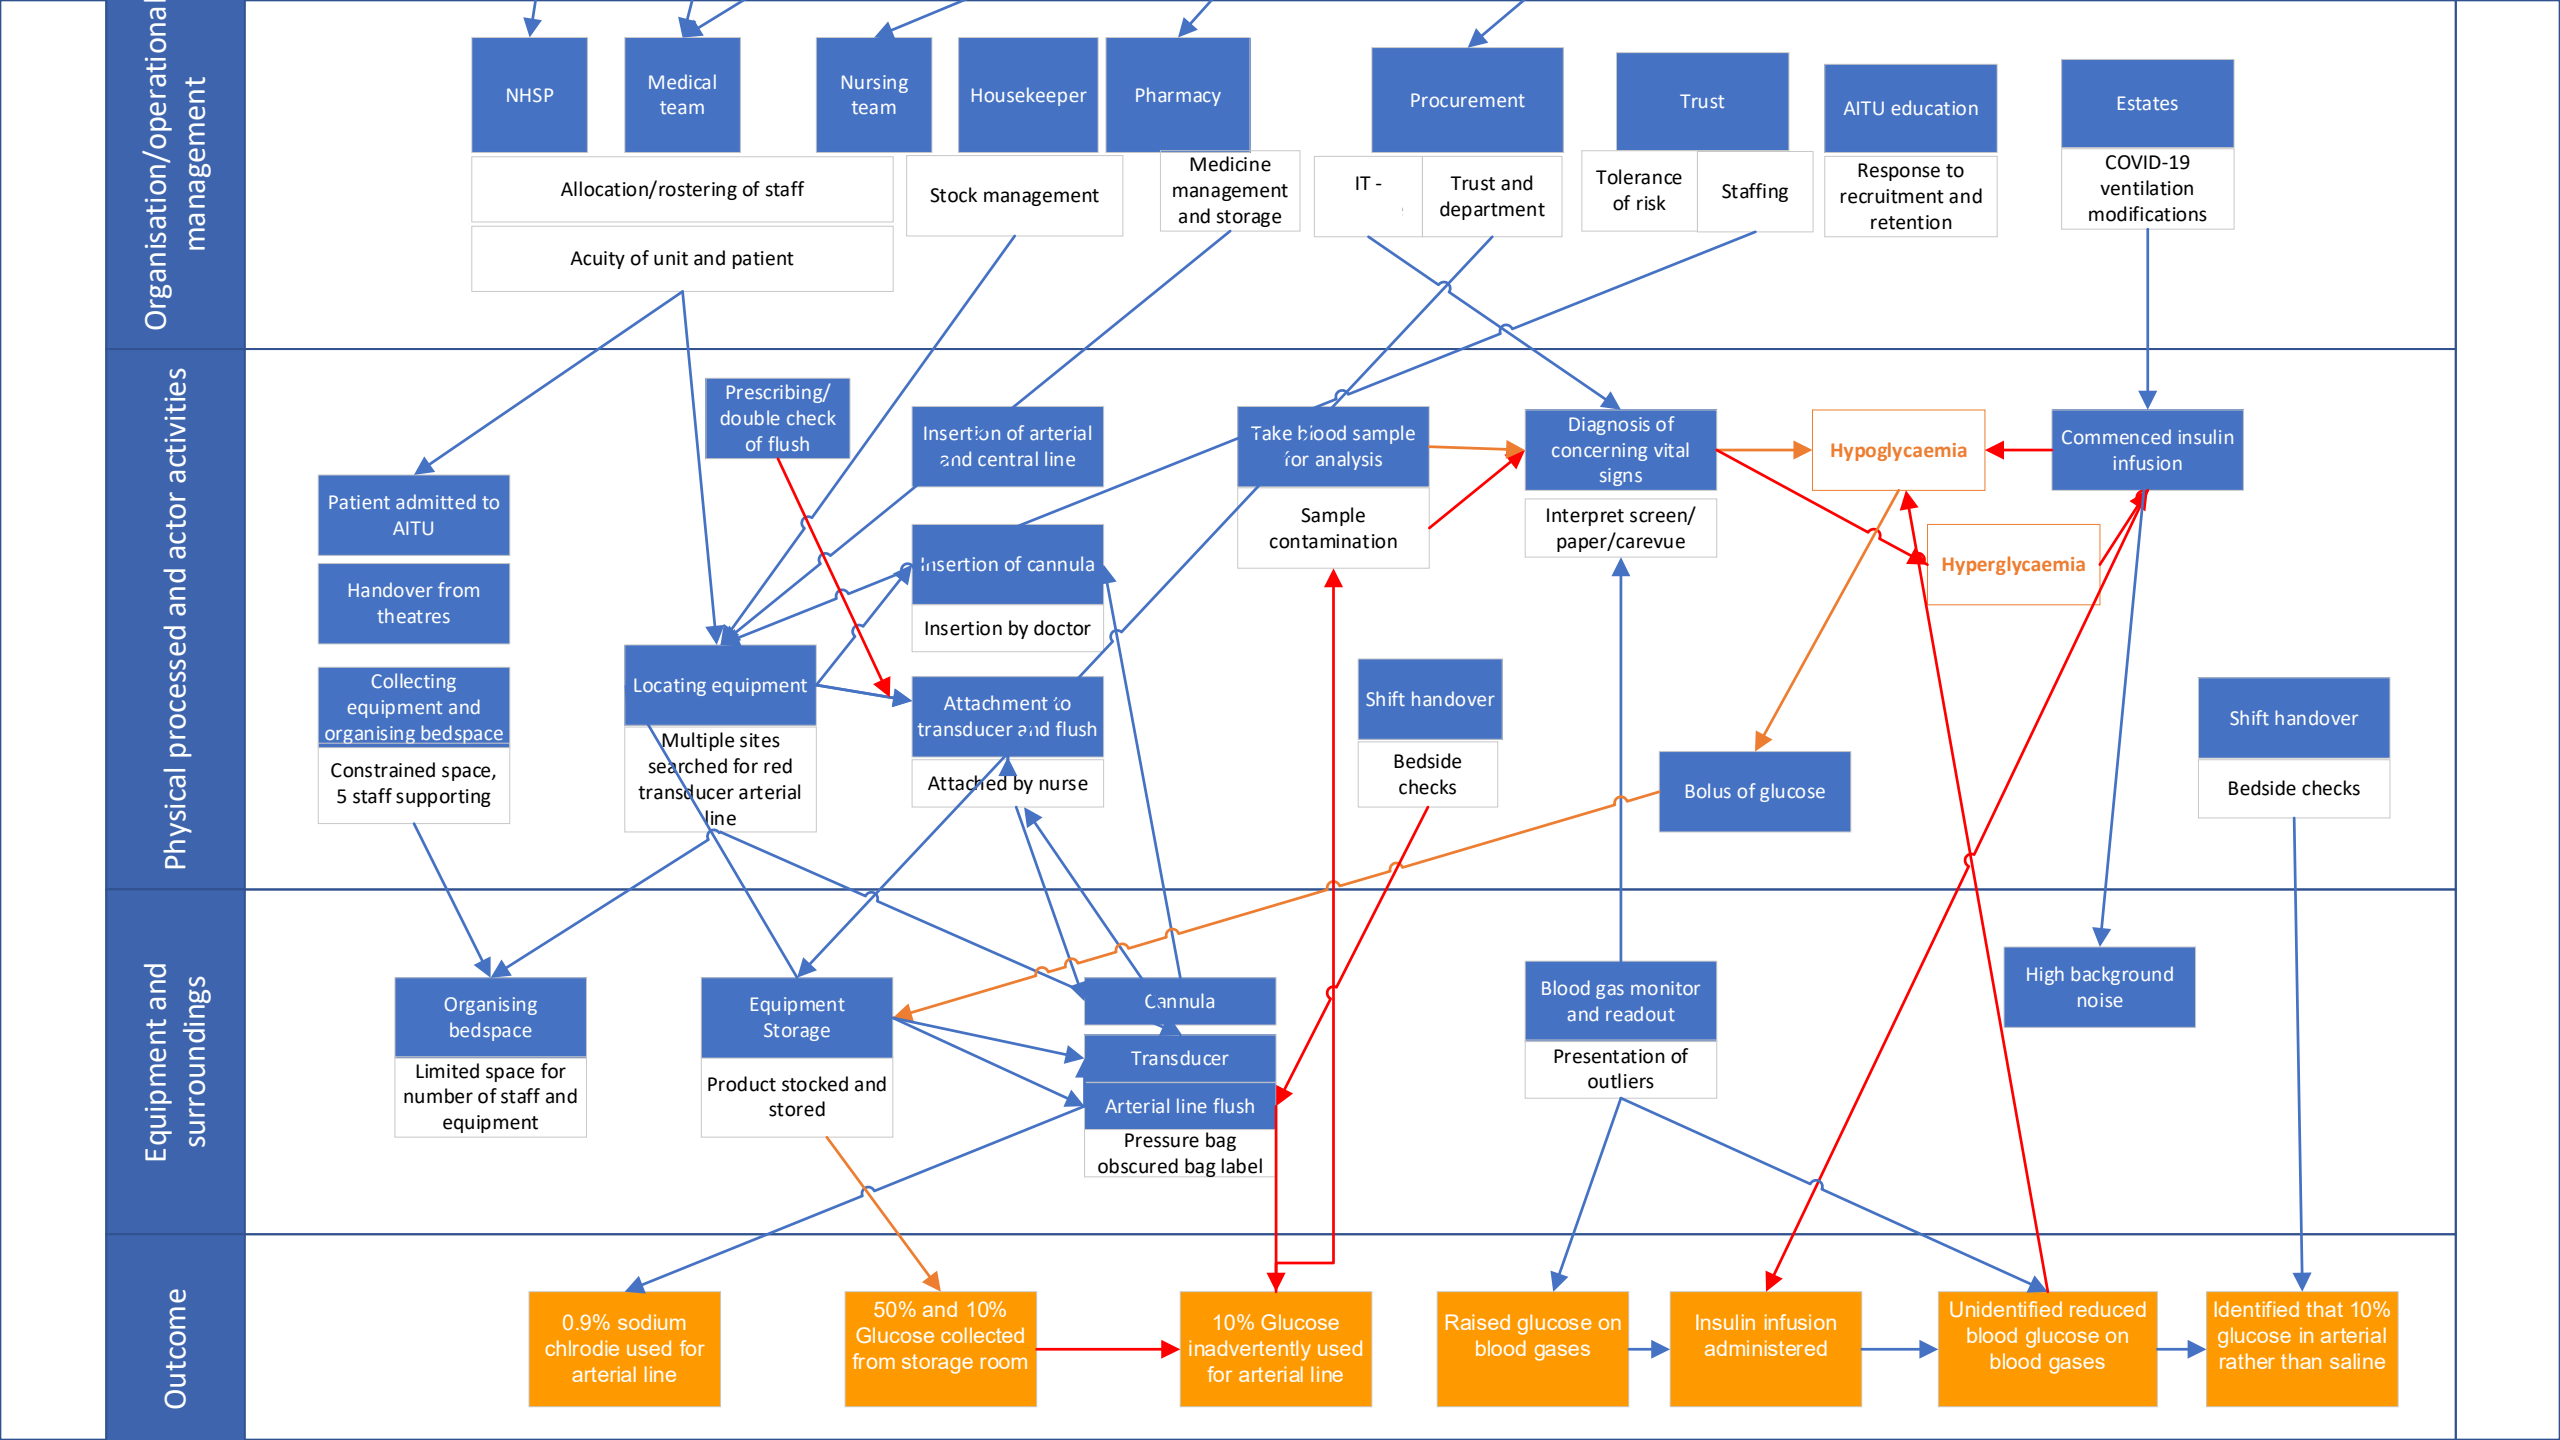 Organisation/operational
management
NHSP
Medical
team
Nursing
team
Housekeeper
Pharmacy
Procurement
Trust
AITU education
Estates
Allocation/rostering of staff
Acuity of unit and patient
Stock management
Medicine
management
and storage
IT -
Trust and
department
Tolerance
of risk
Staffing
Response to
recruitment and
retention
COVID-19
ventilation
modifications
Physical processed and actor activities
Prescribing/
double check
of flush
Insertion of arterial
and central line
Take blood sample
for analysis
Sample
contamination
Diagnosis of
concerning vital
signs
Interpret screen/
paper/carevue
Hypoglycaemia
Commenced insulin
infusion
Hyperglycaemia
Patient admitted to
AITU
Handover from
theatres
Collecting
equipment and
organising bedspace
Constrained space,
5 staff supporting
Insertion of cannula
Insertion by doctor
Locating equipment
Multiple sites
searched for red
transducer arterial
line
Attachment to
transducer and flush
Attached by nurse
Shift handover
Bedside
checks
Bolus of glucose
Shift handover
Bedside checks
Equipment and
surroundings
Organising
bedspace
Limited space for
number of staff and
equipment
Equipment
Storage
Product stocked and
stored
Cannula
Transducer
Arterial line flush
Pressure bag
obscured bag label
Blood gas monitor
and readout
Presentation of
outliers
High background
noise
Outcome
0.9% sodium
chlrodie used for
arterial line
50% and 10%
Glucose collected
from storage room
10% Glucose
inadvertently used
for arterial line
Raised glucose on
blood gases
Insulin infusion
administered
Unidentified reduced
blood glucose on
blood gases
Identified that 10%
glucose in arterial
rather than saline